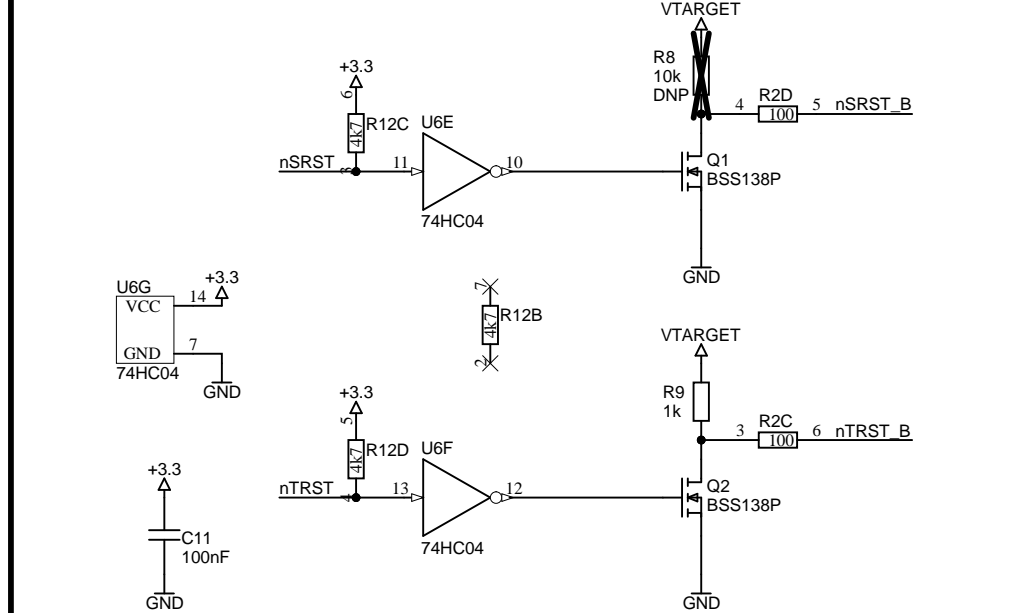 VTARGET
R8
10k
DNP
4 R2D 5 nSRST_B
100
+3.3
6
R12C
4k7
3
nSRST
11
U6E
10
74HC04
Q1
BSS138P
GND
U6G
VCC 14 +3.3
GND 7
74HC04
GND
7
R12B
4k7
2
VTARGET
R9
1k
3 R2C 6 nTRST_B
100
+3.3
5
R12D
4k7
4
nTRST
13
U6F
12
74HC04
Q2
BSS138P
GND
+3.3
C11
100nF
GND